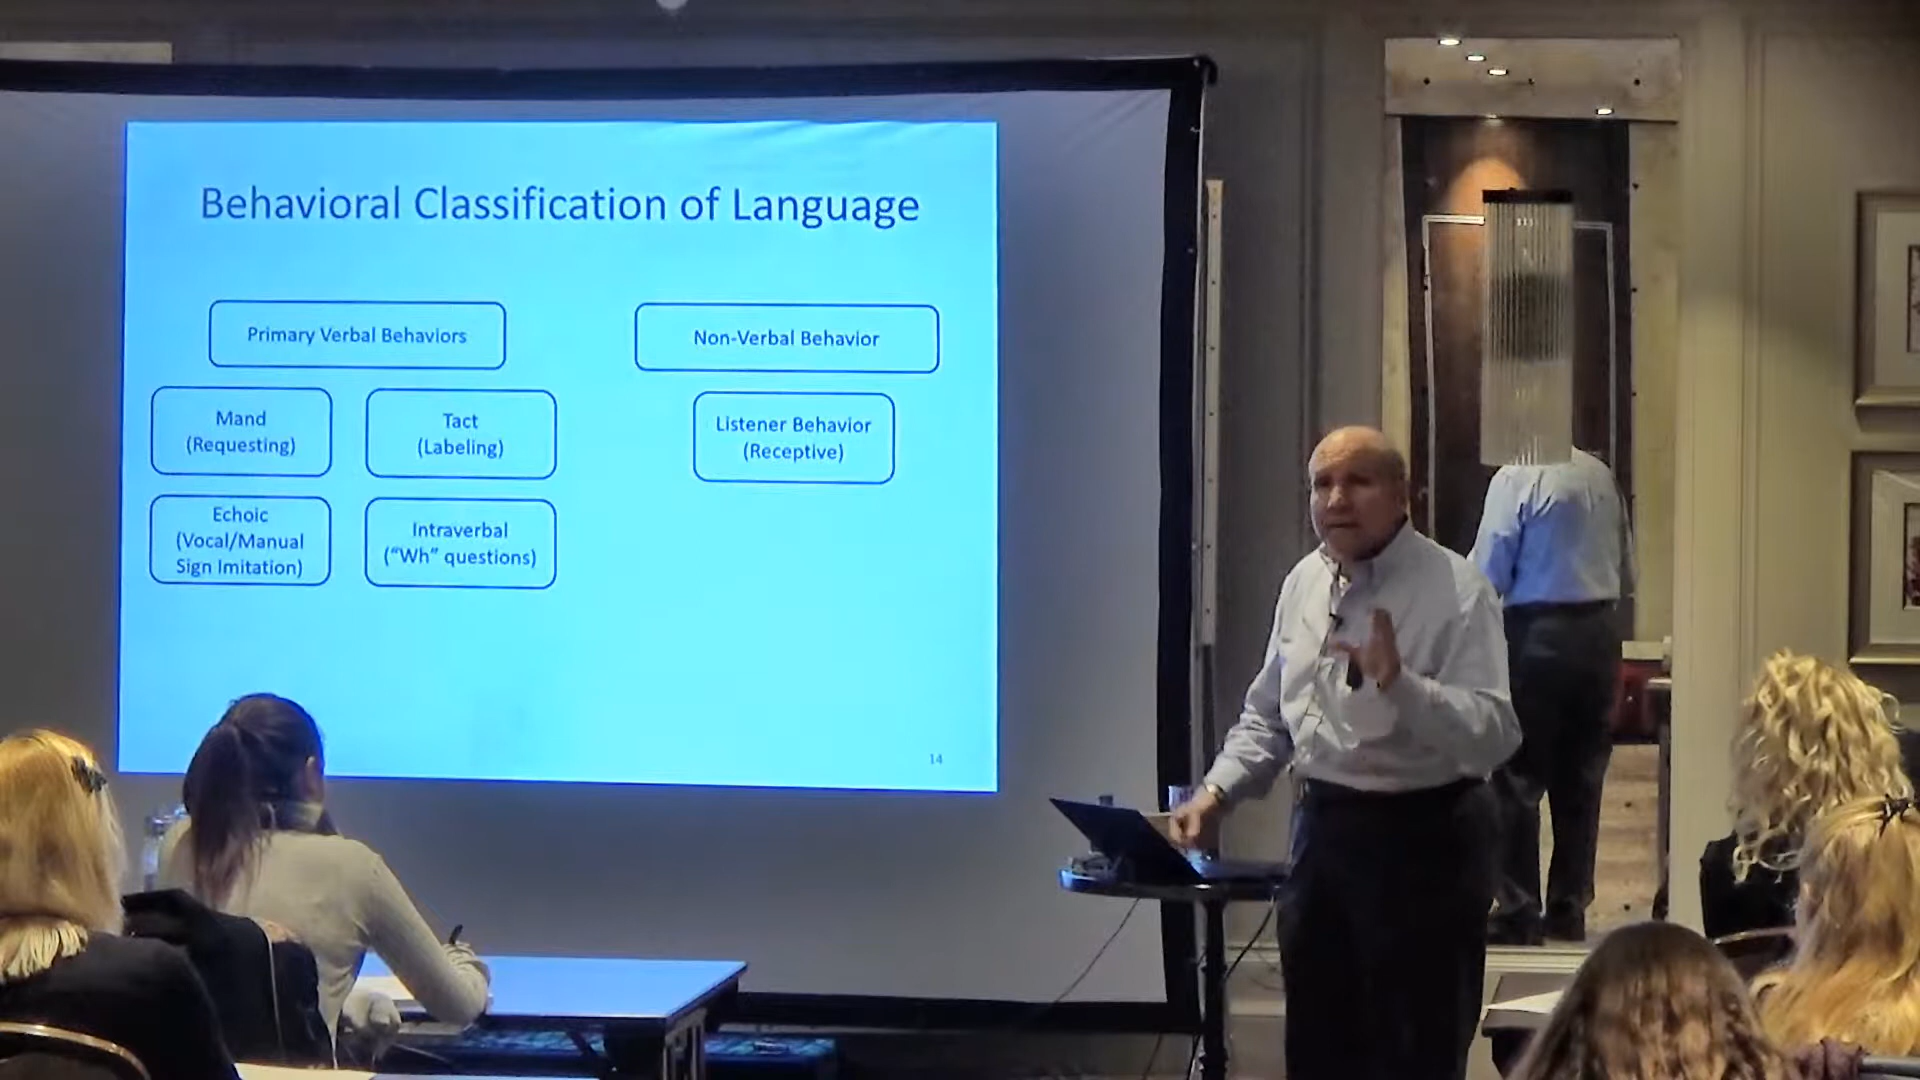 Behavioral Classification of Language
Primary Verbal Behaviors
Non-Verbal Behavior
Mand
(Requesting)
Tact
(Labeling)
Listener Behavior
(Receptive)
Echoic
(Vocal/Manual
Sign Imitation)
Intraverbal
(“Wh” questions)
14